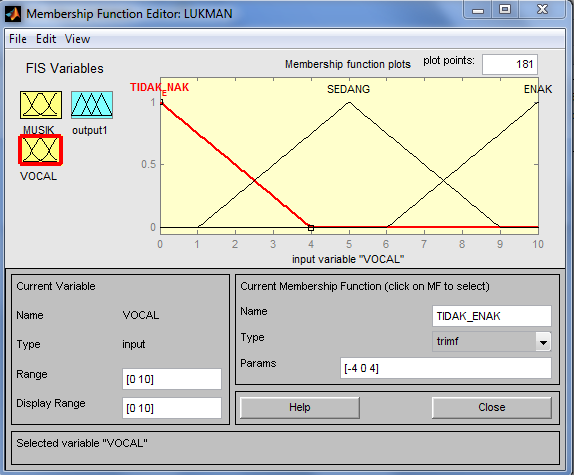 Membership Function Editor: LUKMAN
File Edit View
FIS Variables
MUSIK
output1
VOCAL
Membership function plots
plot points:
181
TIDAK_ENAK
SEDANG
ENAK
1
0.5
0
0 1 2 3 4 5 6 7 8 9 10
input variable "VOCAL"
Current Variable
Name VOCAL
Type input
Range [0 10]
Display Range [0 10]
Current Membership Function (click on MF to select)
Name TIDAK_ENAK
Type trimf
Params [-4 0 4]
Help Close
Selected variable "VOCAL"